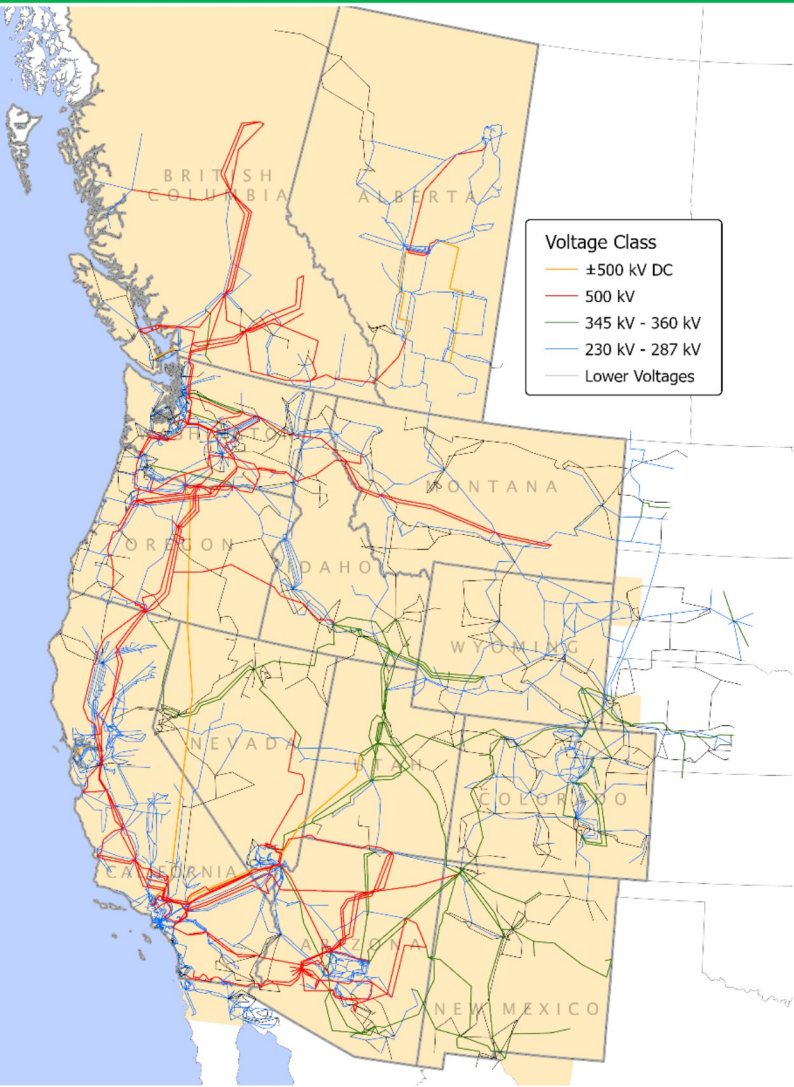 BRITISH
COLUMBIA
ALBERTA
Voltage Class
±500 kV DC
500 kV
345 kV - 360 kV
230 kV - 287 kV
Lower Voltages
WASHINGTON
MONTANA
OREGON
IDAHO
WYOMING
NEVADA
UTAH
COLORADO
CALIFORNIA
ARIZONA
NEW MEXICO